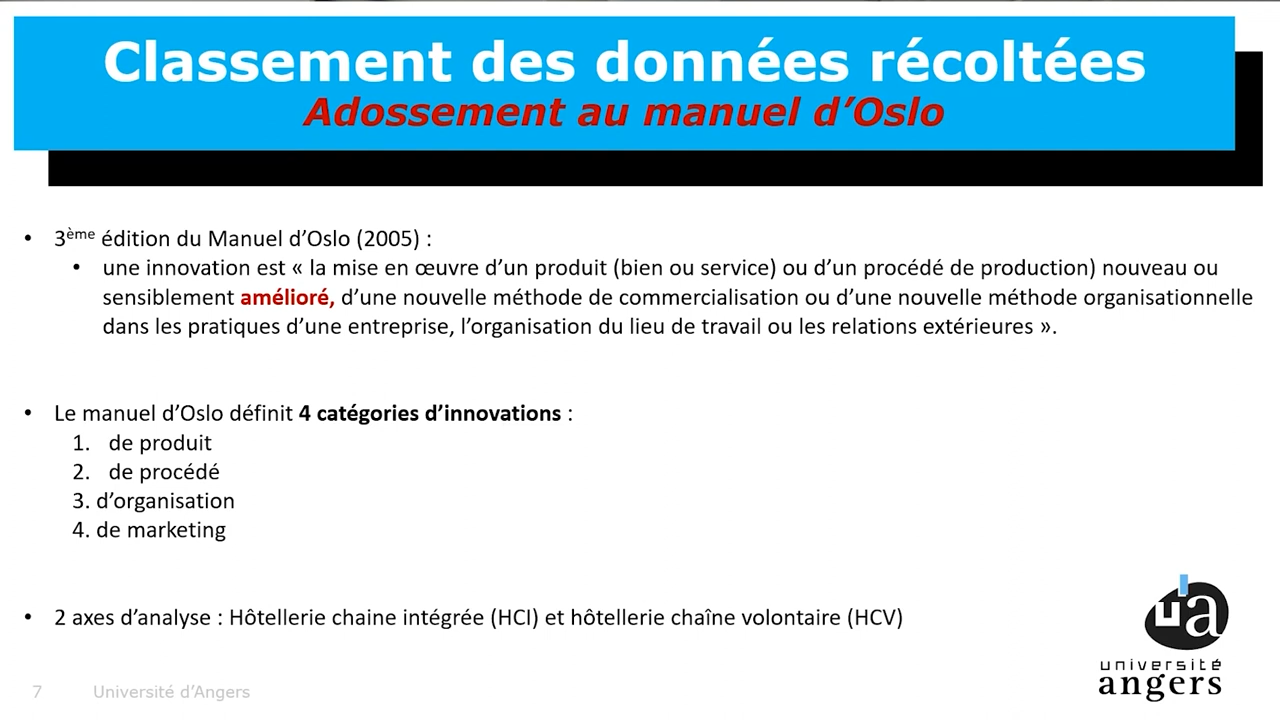 Classement des données récoltées
Adossement au manuel d’Oslo
• 3ème édition du Manuel d’Oslo (2005) :
• une innovation est « la mise en œuvre d’un produit (bien ou service) ou d’un procédé de production) nouveau ou
sensiblement amélioré, d’une nouvelle méthode de commercialisation ou d’une nouvelle méthode organisationnelle
dans les pratiques d’une entreprise, l’organisation du lieu de travail ou les relations extérieures ».
• Le manuel d’Oslo définit 4 catégories d’innovations :
1. de produit
2. de procédé
3. d’organisation
4. de marketing
• 2 axes d’analyse : Hôtellerie chaine intégrée (HCI) et hôtellerie chaîne volontaire (HCV)
ua
université
angers
7 Université d’Angers